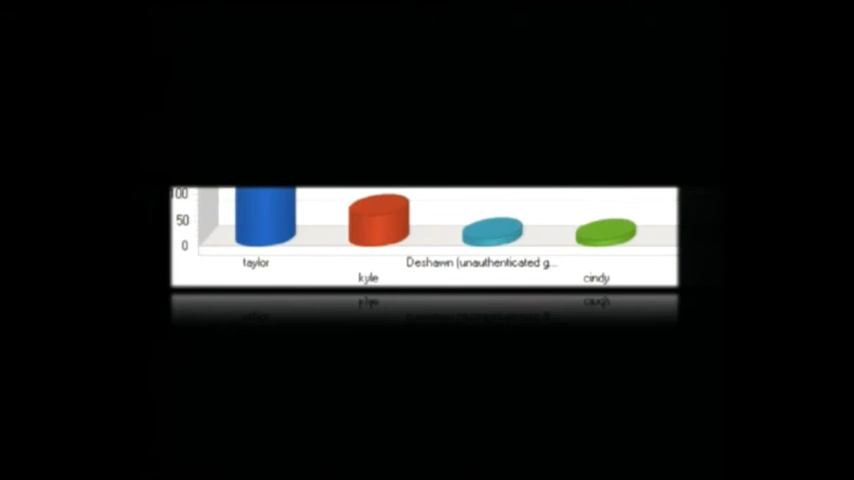 100
50
0
taylor
Deshawn (unauthenticated g...
kyle
cindy